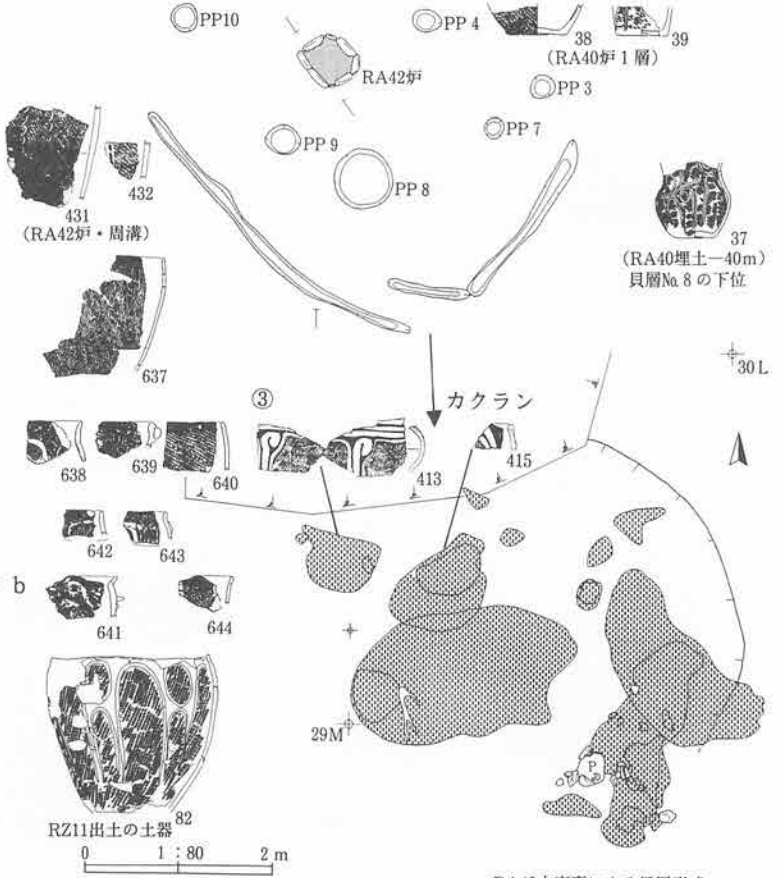 PP10
PP 4
38
39
(RA40炉1層)
RA42炉
PP 3
PP 9
PP 7
PP 8
431
432
(RA42炉・周溝)
37
(RA40埋土—40m)
貝層No.8の下位
637
30 L
③
カクラン
638
639
640
413
415
642
643
b
641
644
29M
P
82
RZ11出土の土器
0 1 : 80 2 m